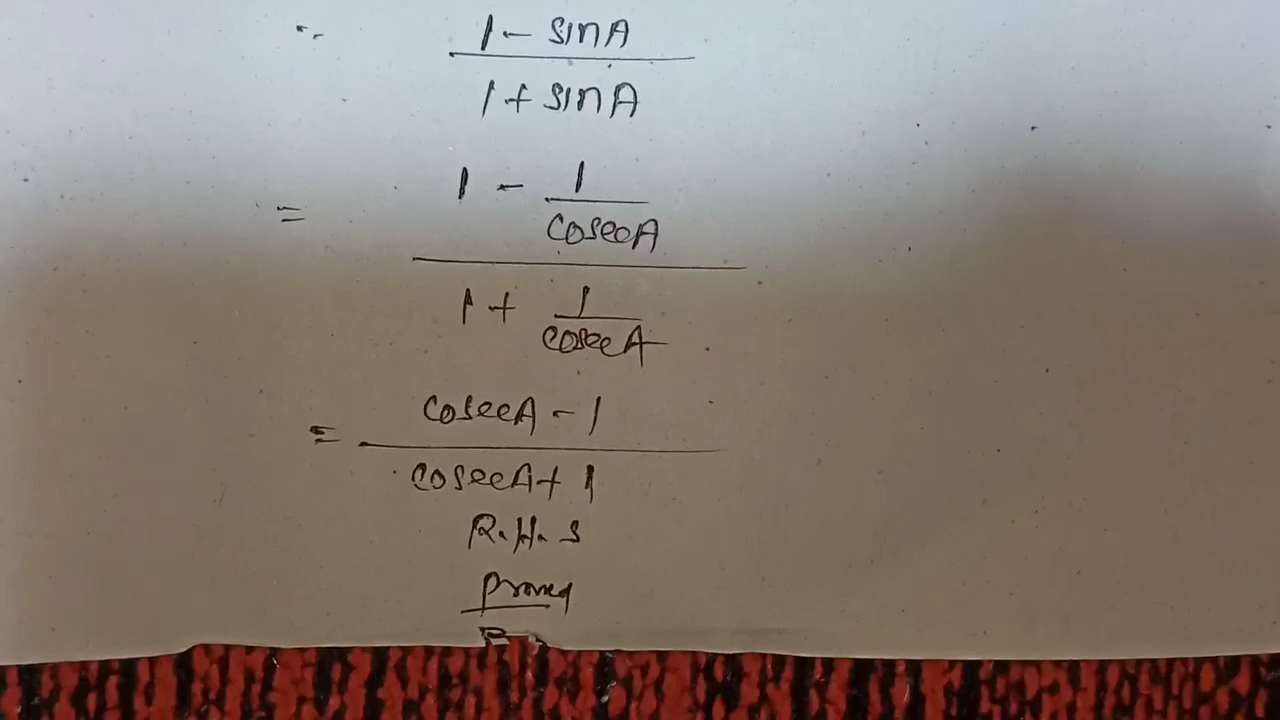 1 - sinA
1 + sinA
1 - 1
= cosecA
1 + 1
cosecA
= cosecA - 1
cosecA + 1
R.H.S
proved